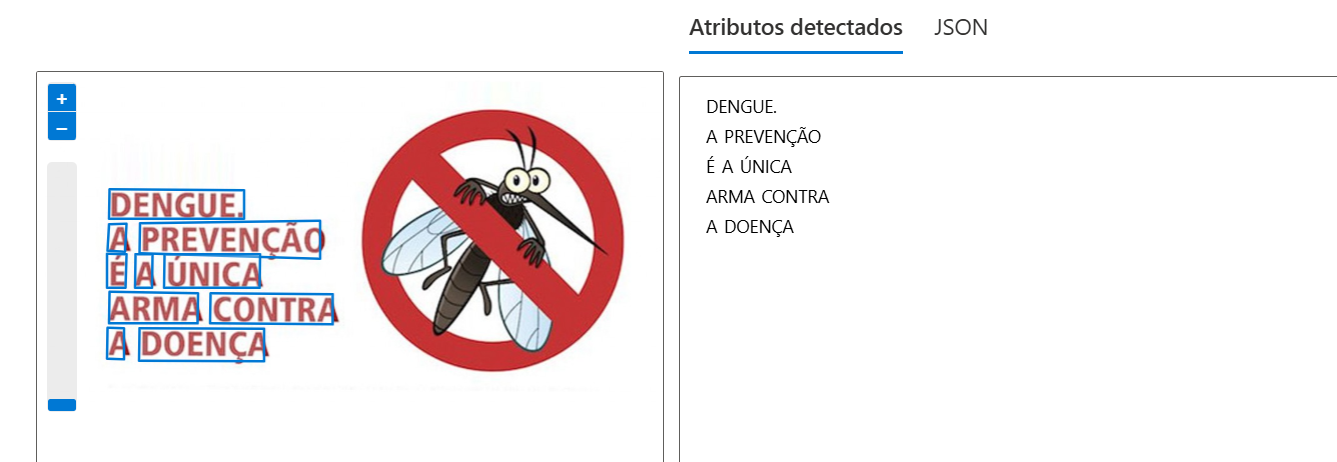 Atributos detectados JSON
+
–
DENGUE.
A PREVENÇÃO
É A ÚNICA
ARMA CONTRA
A DOENÇA
DENGUE.
A PREVENÇÃO
É A ÚNICA
ARMA CONTRA
A DOENÇA